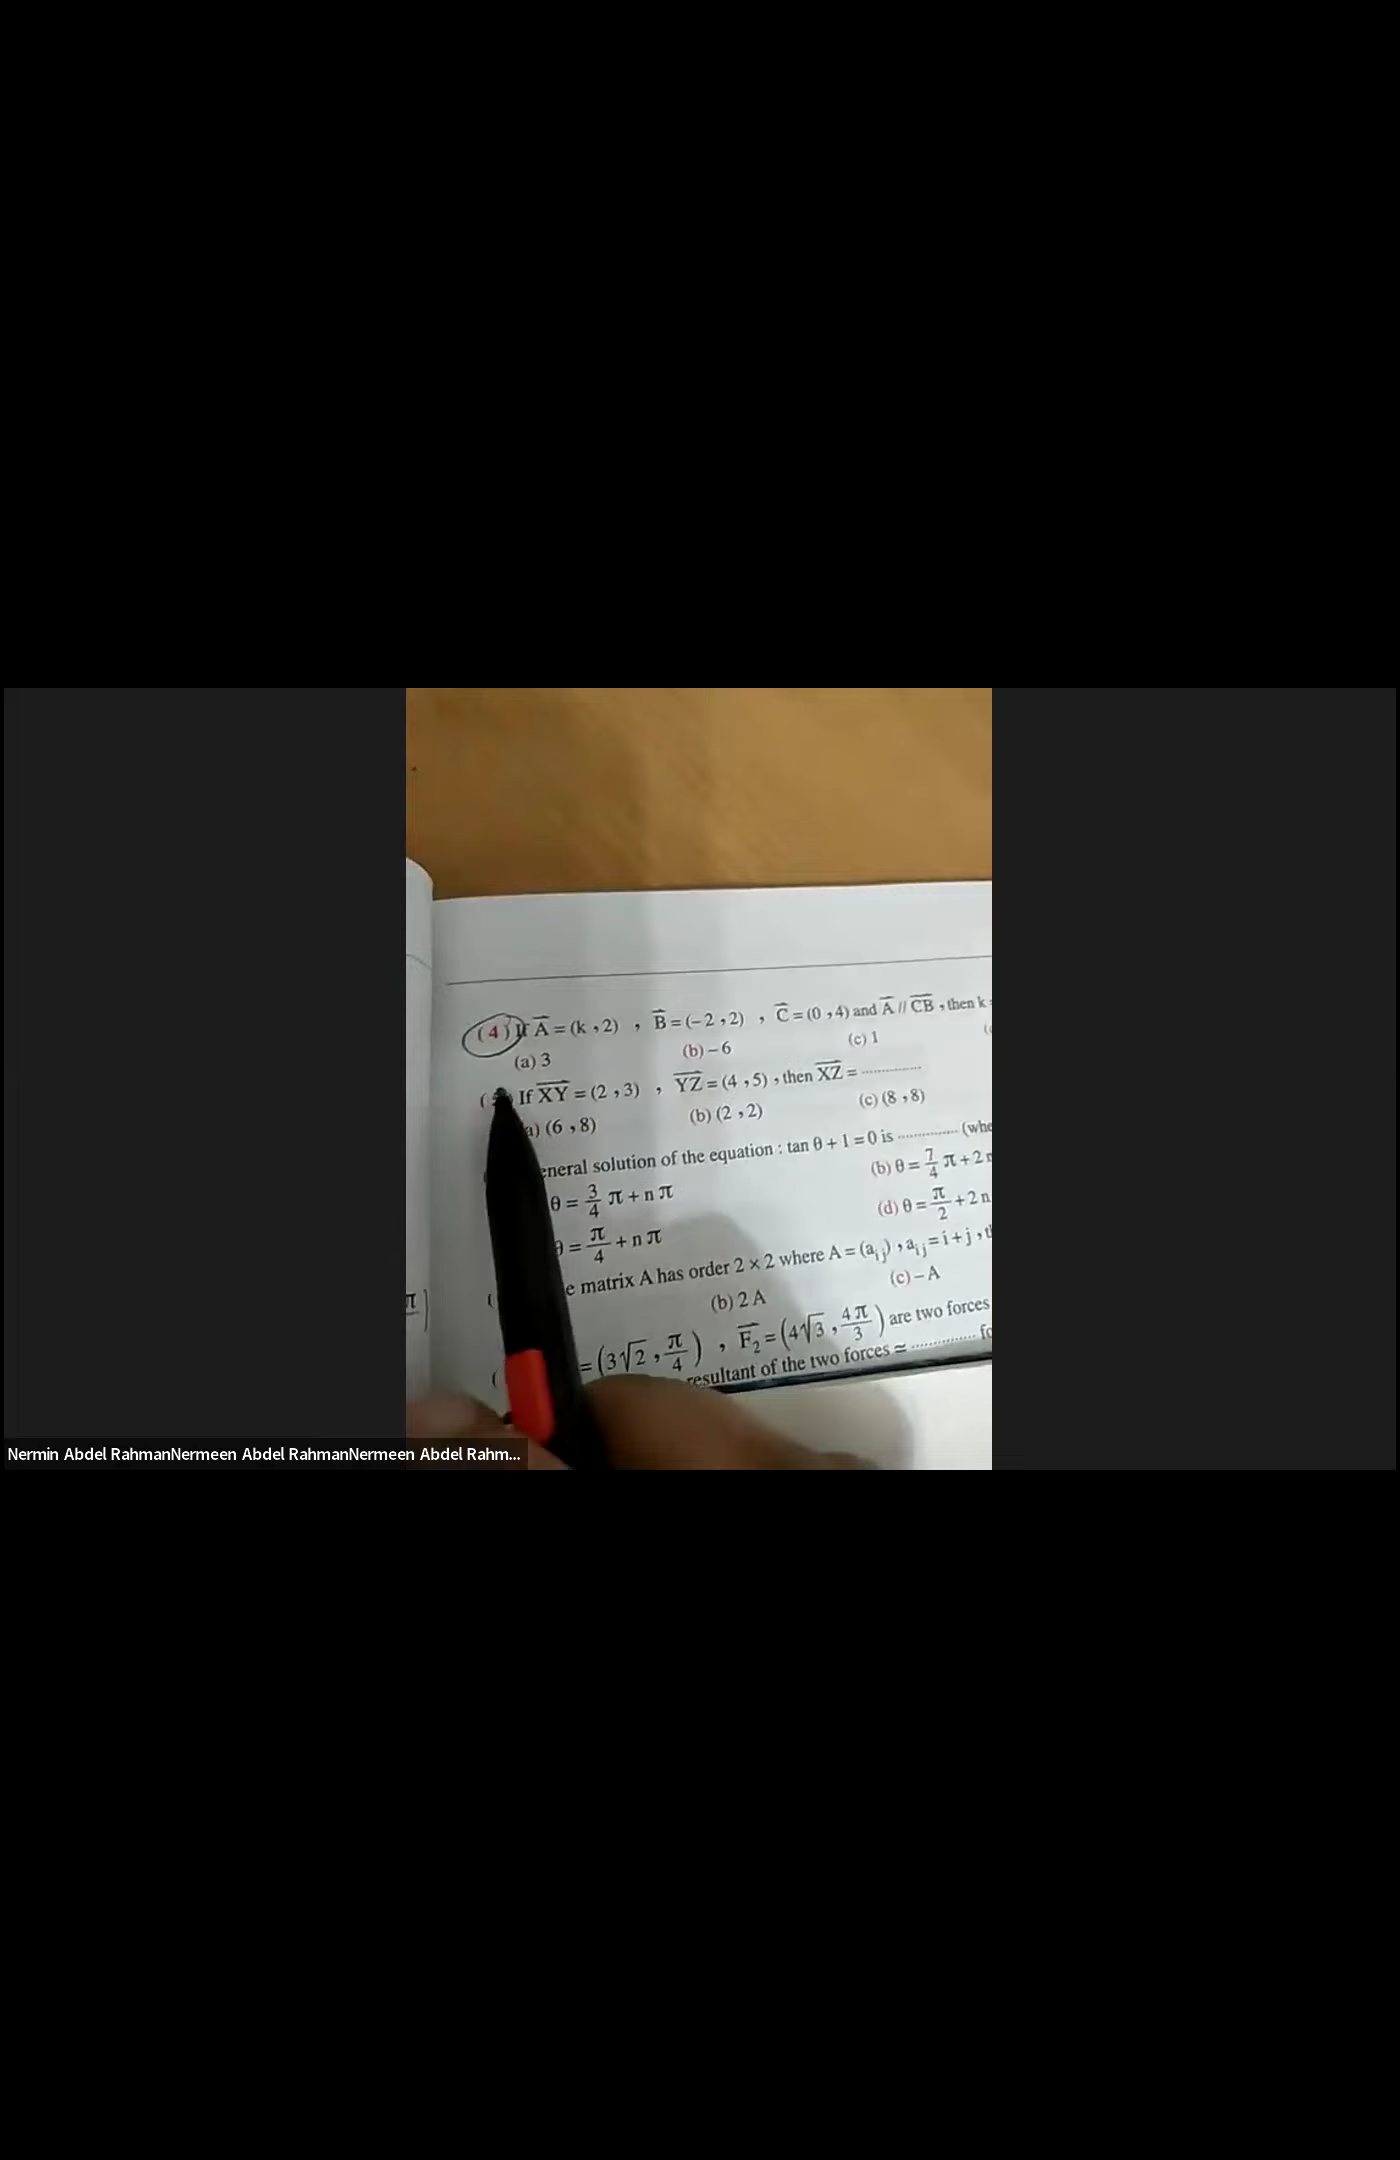 (4) If A = (k , 2) , B = (– 2 , 2) , C = (0 , 4) and A // CB , then k
(a) 3 (b) – 6 (c) 1
( If XY = (2 , 3) , YZ = (4 , 5) , then XZ = ..............
a) (6 , 8) (b) (2 , 2) (c) (8 , 8)
eneral solution of the equation : tan θ + 1 = 0 is .............. (whe
θ = 3/4 π + n π (b) θ = 7/4 π + 2
θ = π/4 + n π (d) θ = π/2 + 2 n
e matrix A has order 2 × 2 where A = (a_ij) , a_ij = i + j ,
(b) 2 A (c) – A
= (3√2 , π/4) , F₂ = (4√3 , 4π/3) are two forces
resultant of the two forces ≃ ..............
π
Nermin Abdel RahmanNermeen Abdel RahmanNermeen Abdel Rahm...